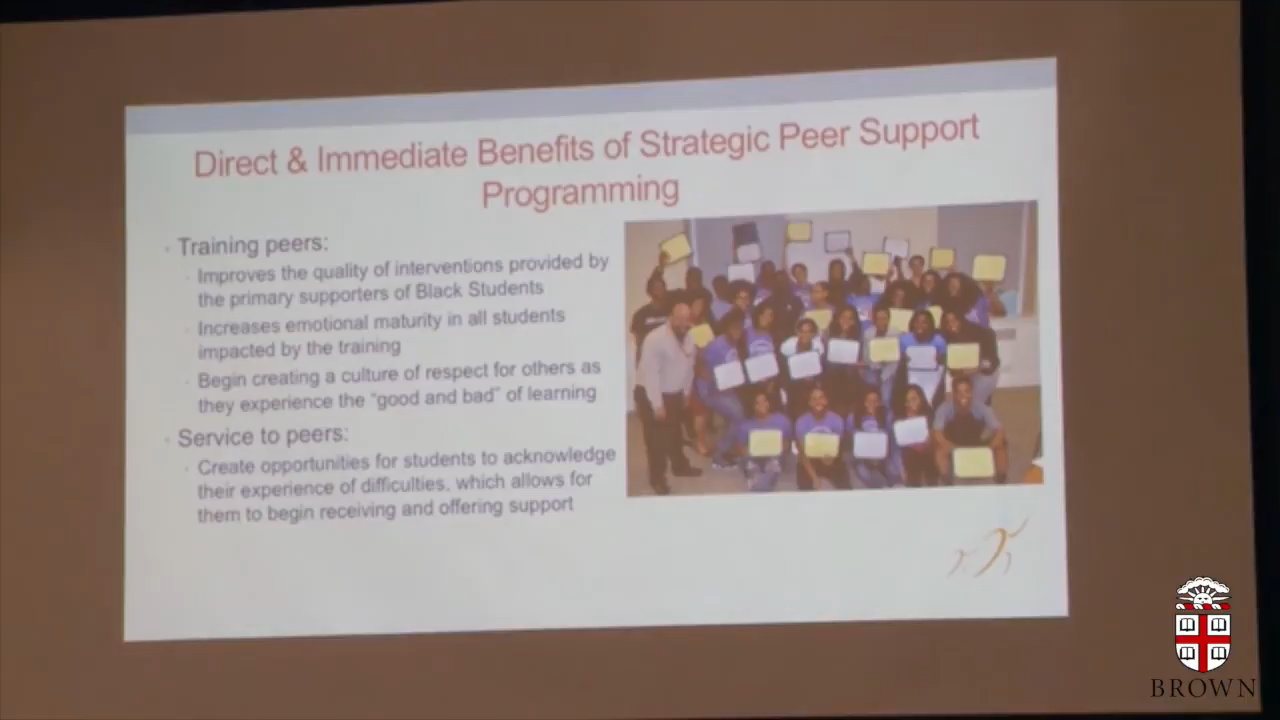 Direct & Immediate Benefits of Strategic Peer Support
Programming
Training peers:
Improves the quality of interventions provided by
the primary supporters of Black Students
Increases emotional maturity in all students
impacted by the training
Begin creating a culture of respect for others as
they experience the "good and bad" of learning
Service to peers:
Create opportunities for students to acknowledge
their experience of difficulties, which allows for
them to begin receiving and offering support
BROWN